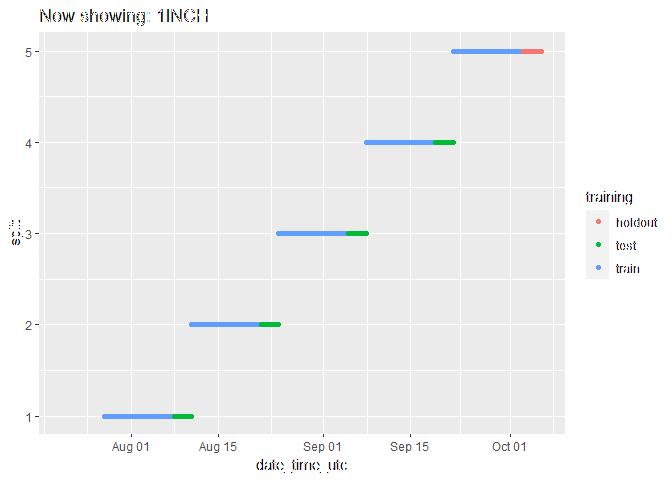 Now showing: 1INCH
5
4
3
2
1
split
Aug 01 Aug 15 Sep 01 Sep 15 Oct 01
date_time_utc
training
holdout
test
train